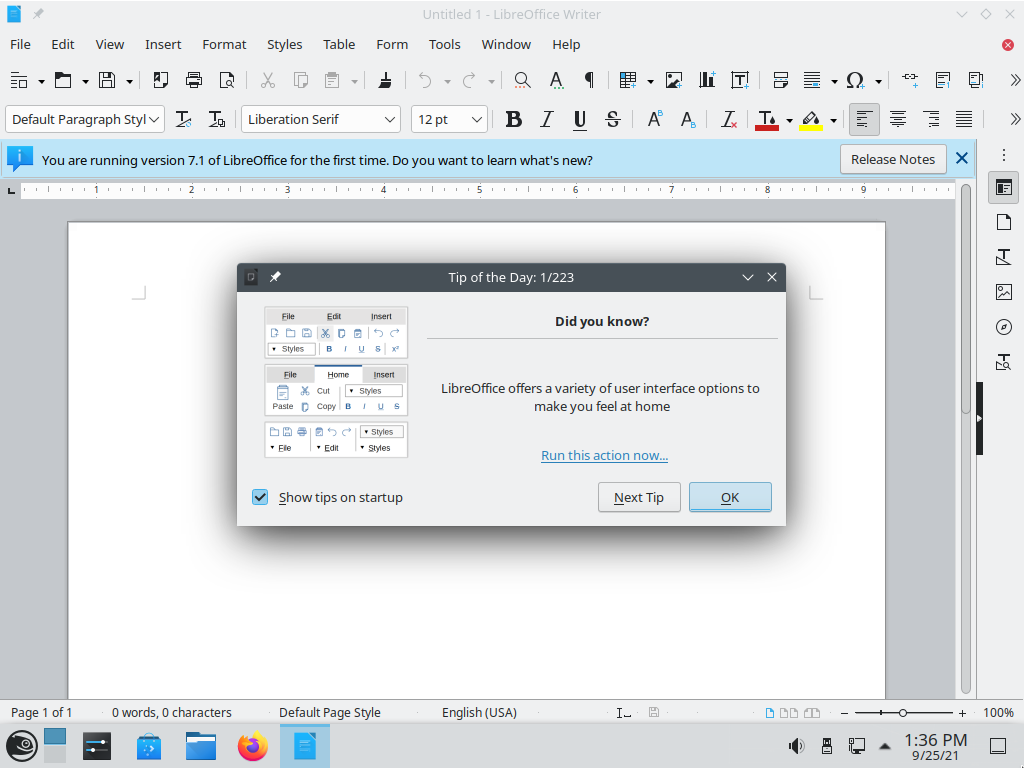 Untitled 1 - LibreOffice Writer
File Edit View Insert Format Styles Table Form Tools Window Help
Default Paragraph Styl Liberation Serif 12 pt B I U S
You are running version 7.1 of LibreOffice for the first time. Do you want to learn what's new? Release Notes
1 2 3 4 5 6 7 8 9
Tip of the Day: 1/223
File Edit Insert
Styles B I U S x²
File Home Insert
Cut Styles
Paste Copy B I U S
Styles
File Edit Styles
Did you know?
LibreOffice offers a variety of user interface options to
make you feel at home
Run this action now...
Show tips on startup Next Tip OK
Page 1 of 1 0 words, 0 characters Default Page Style English (USA) 100%
1:36 PM
9/25/21